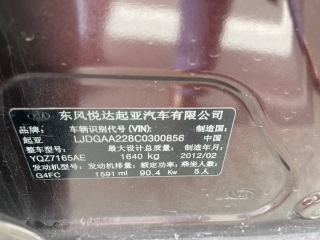 东风悦达起亚汽车有限公司
品牌: 车辆识别代号(VIN): 制造国:
起亚 LJDGAA228C0300856 中国
整车型号: 最大设计总质量: 制造年月:
YQZ7165AE 1640 kg 2012/02
发动机型号: 发动机排量: 额定功率: 乘坐人数:
G4FC 1591 ml 90.4 Kw 5人